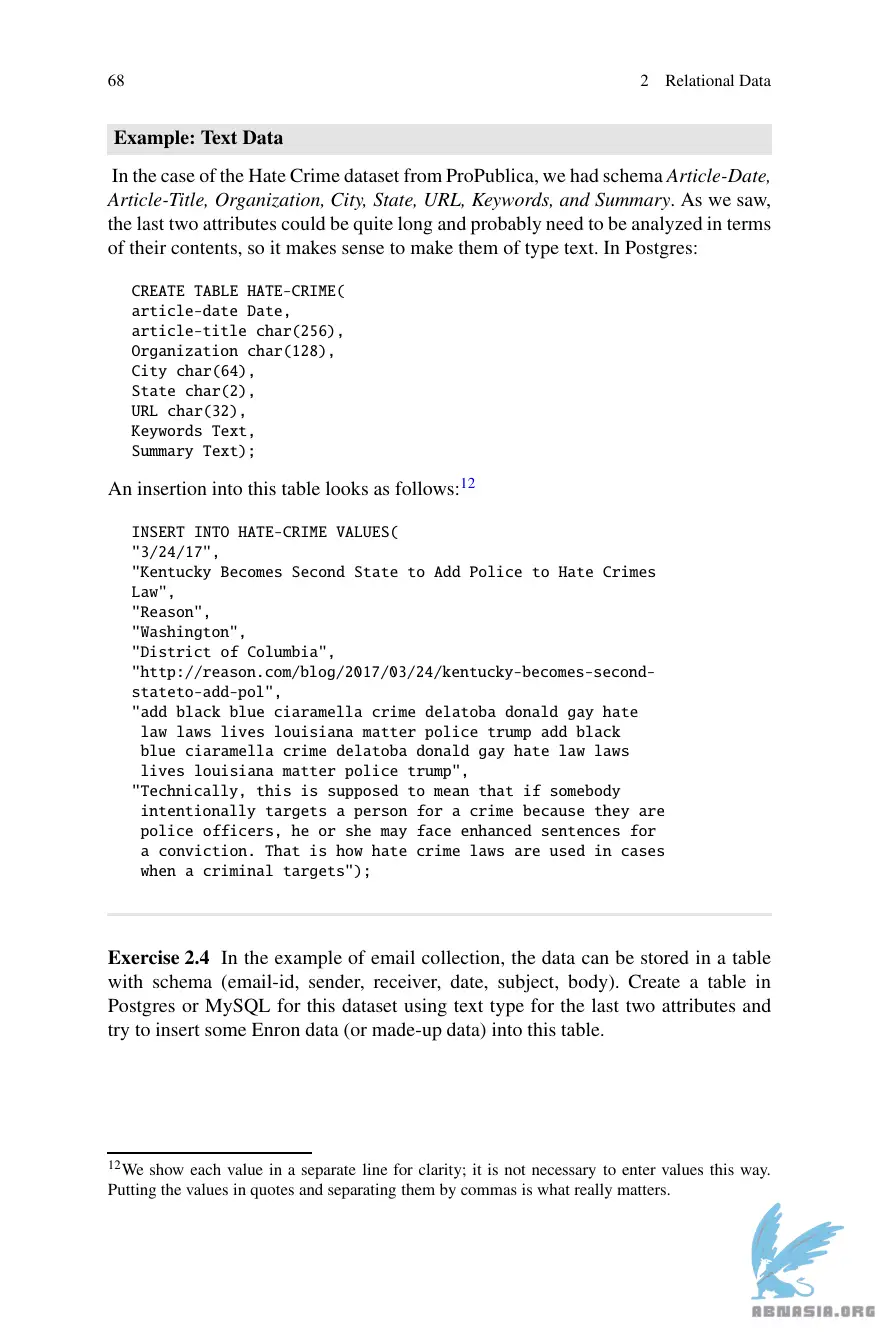 68
2 Relational Data
Example: Text Data
In the case of the Hate Crime dataset from ProPublica, we had schema Article-Date,
Article-Title, Organization, City, State, URL, Keywords, and Summary. As we saw,
the last two attributes could be quite long and probably need to be analyzed in terms
of their contents, so it makes sense to make them of type text. In Postgres:
CREATE TABLE HATE-CRIME(
article-date Date,
article-title char(256),
Organization char(128),
City char(64),
State char(2),
URL char(32),
Keywords Text,
Summary Text);
An insertion into this table looks as follows:12
INSERT INTO HATE-CRIME VALUES(
"3/24/17",
"Kentucky Becomes Second State to Add Police to Hate Crimes
Law",
"Reason",
"Washington",
"District of Columbia",
"http://reason.com/blog/2017/03/24/kentucky-becomes-second-
stateto-add-pol",
"add black blue ciaramella crime delatoba donald gay hate
law laws lives louisiana matter police trump add black
blue ciaramella crime delatoba donald gay hate law laws
lives louisiana matter police trump",
"Technically, this is supposed to mean that if somebody
intentionally targets a person for a crime because they are
police officers, he or she may face enhanced sentences for
a conviction. That is how hate crime laws are used in cases
when a criminal targets");
Exercise 2.4 In the example of email collection, the data can be stored in a table
with schema (email-id, sender, receiver, date, subject, body). Create a table in
Postgres or MySQL for this dataset using text type for the last two attributes and
try to insert some Enron data (or made-up data) into this table.
12We show each value in a separate line for clarity; it is not necessary to enter values this way.
Putting the values in quotes and separating them by commas is what really matters.
ABNASIA.ORG